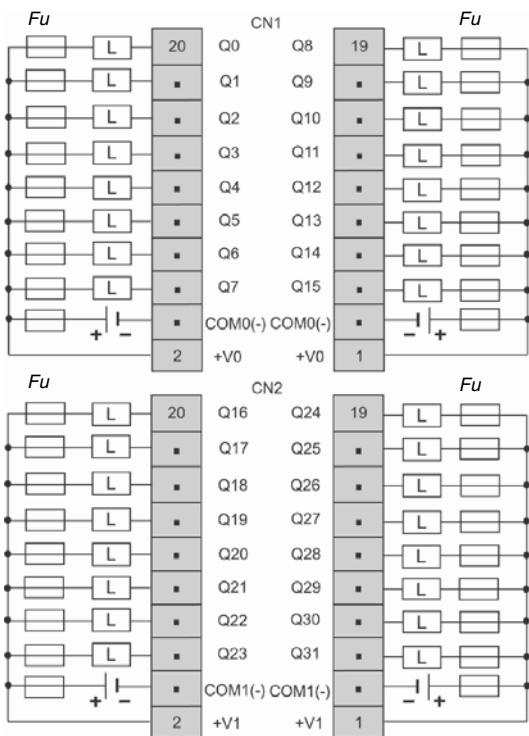 CN1
Fu Fu
L 20 Q0 Q8 19 L
L Q1 Q9 L
L Q2 Q10 L
L Q3 Q11 L
L Q4 Q12 L
L Q5 Q13 L
L Q6 Q14 L
L Q7 Q15 L
+ - COM0(-) COM0(-) - +
2 +V0 +V0 1
CN2
Fu Fu
L 20 Q16 Q24 19 L
L Q17 Q25 L
L Q18 Q26 L
L Q19 Q27 L
L Q20 Q28 L
L Q21 Q29 L
L Q22 Q30 L
L Q23 Q31 L
+ - COM1(-) COM1(-) - +
2 +V1 +V1 1